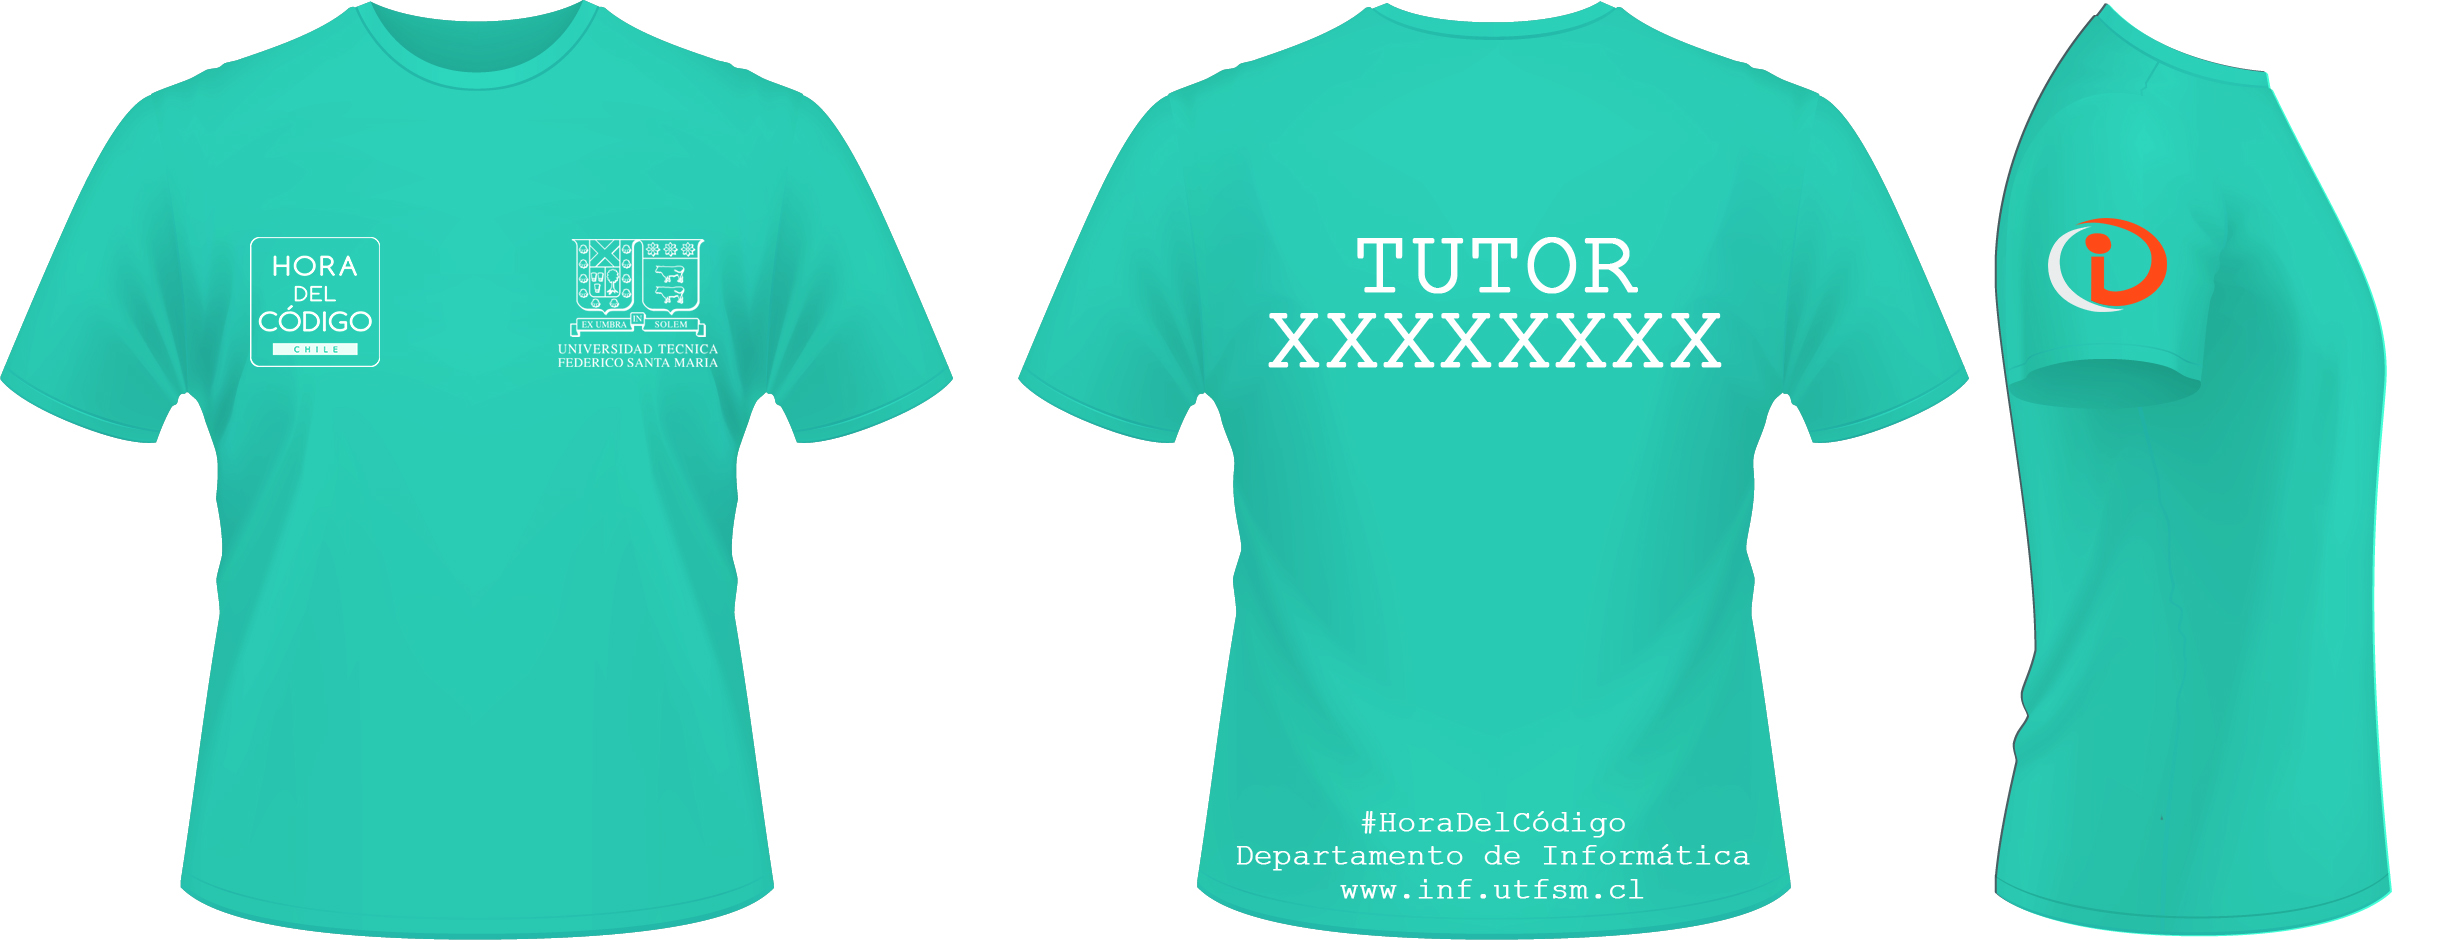 HORA
DEL
CÓDIGO
CHILE
EX UMBRA IN SOLEM
UNIVERSIDAD TECNICA
FEDERICO SANTA MARIA
TUTOR
XXXXXXXX
#HoraDelCódigo
Departamento de Informática
www.inf.utfsm.cl